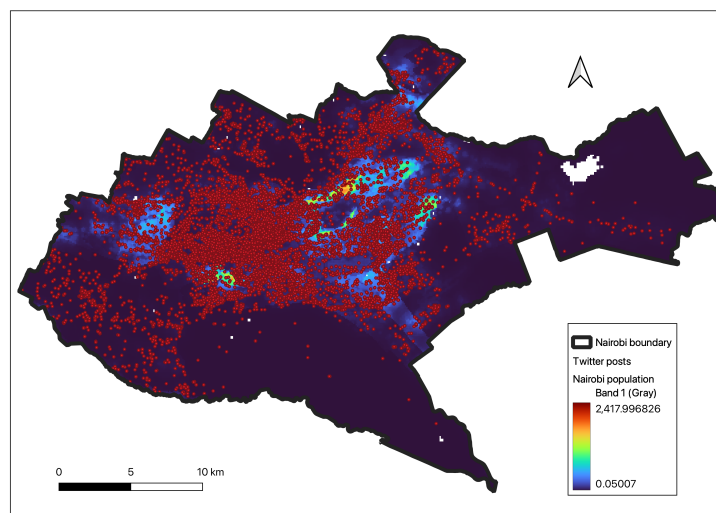 Nairobi boundary
Twitter posts
Nairobi population
Band 1 (Gray)
2,417.996826
0.05007
0 5 10 km